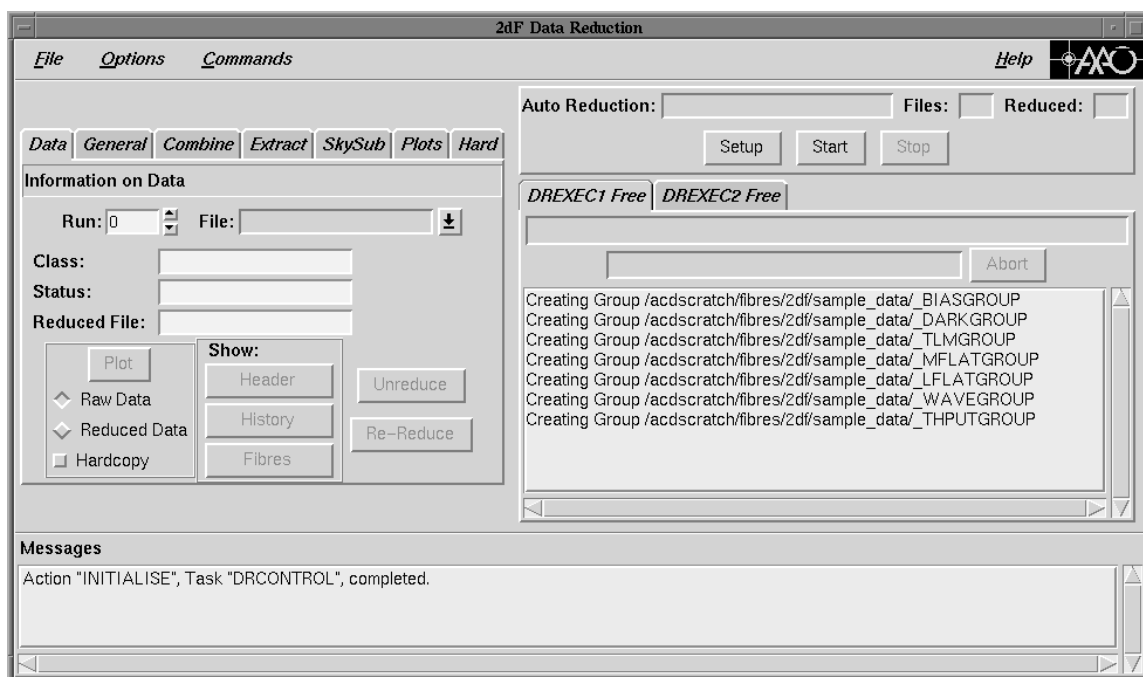 2dF Data Reduction
File Options Commands Help
AAO
Auto Reduction: Files: Reduced:
Setup Start Stop
Data General Combine Extract SkySub Plots Hard
Information on Data
Run: 0 File:
Class:
Status:
Reduced File:
Plot
Raw Data
Reduced Data
Hardcopy
Show:
Header
History
Fibres
Unreduce
Re-Reduce
DREXEC1 Free DREXEC2 Free
Abort
Creating Group /acdscratch/fibres/2df/sample_data/_BIASGROUP
Creating Group /acdscratch/fibres/2df/sample_data/_DARKGROUP
Creating Group /acdscratch/fibres/2df/sample_data/_TLMGROUP
Creating Group /acdscratch/fibres/2df/sample_data/_MFLATGROUP
Creating Group /acdscratch/fibres/2df/sample_data/_LFLATGROUP
Creating Group /acdscratch/fibres/2df/sample_data/_WAVEGROUP
Creating Group /acdscratch/fibres/2df/sample_data/_THPUTGROUP
Messages
Action "INITIALISE", Task "DRCONTROL", completed.